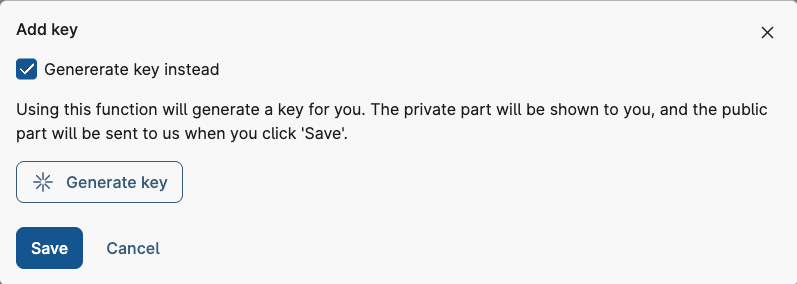 Add key
Genererate key instead
Using this function will generate a key for you. The private part will be shown to you, and the public
part will be sent to us when you click 'Save'.
Generate key
Save Cancel